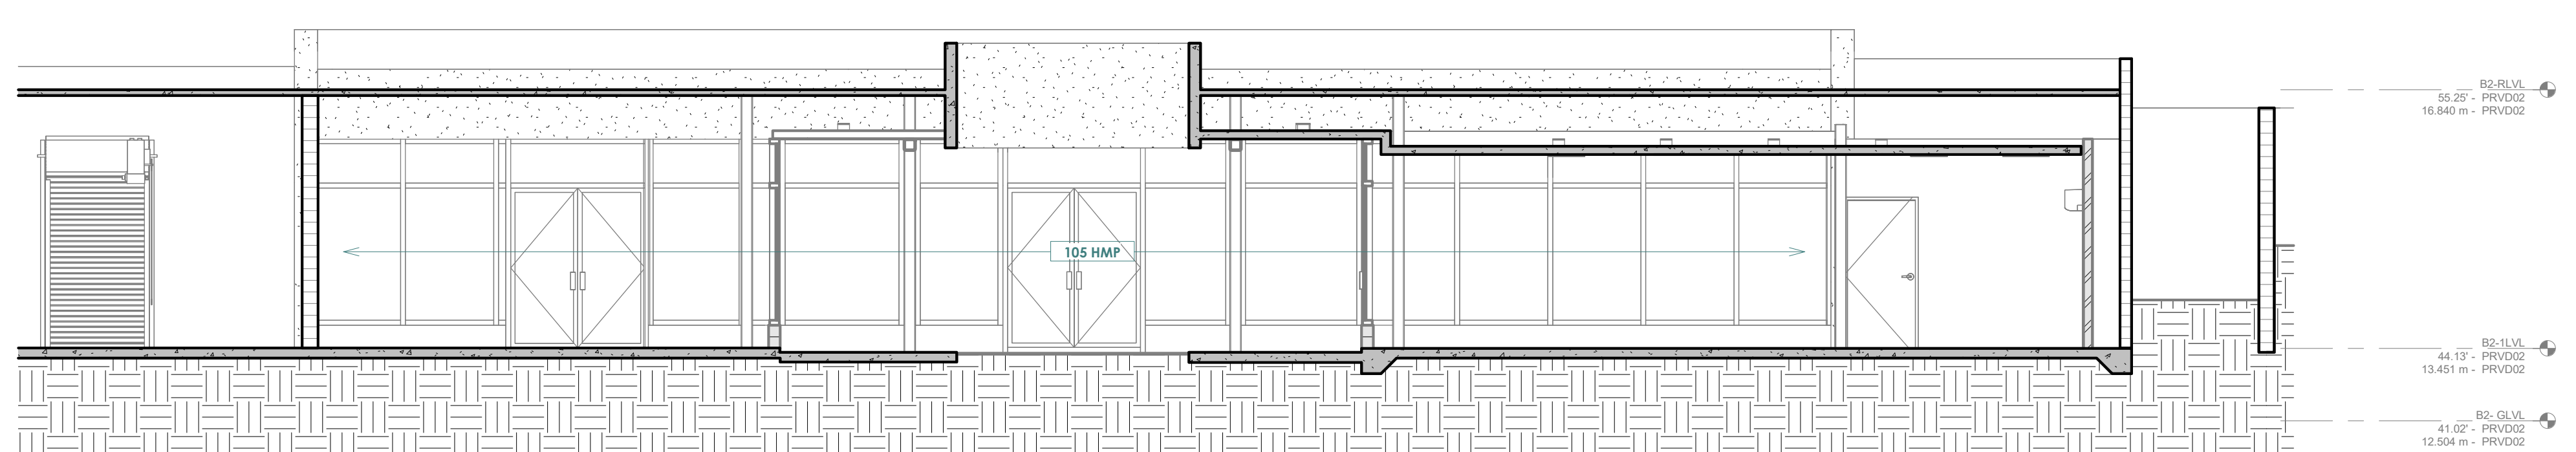 B2-RLVL
55.25' - PRVD02
16.840 m - PRVD02
105 HMP
B2-1LVL
44.13' - PRVD02
13.451 m - PRVD02
B2- GLVL
41.02' - PRVD02
12.504 m - PRVD02